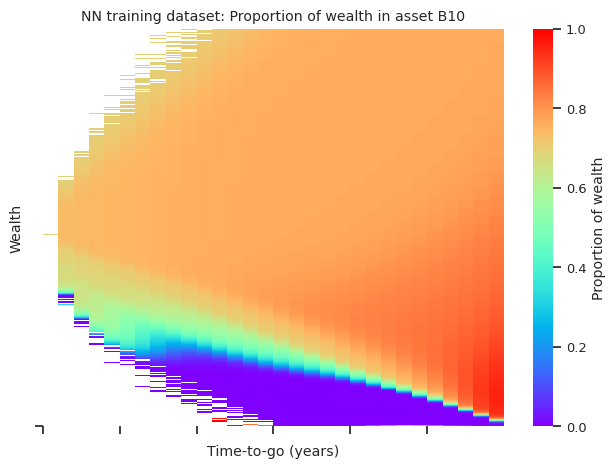 NN training dataset: Proportion of wealth in asset B10
Wealth
Time-to-go (years)
1.0
0.8
0.6
0.4
0.2
0.0
Proportion of wealth